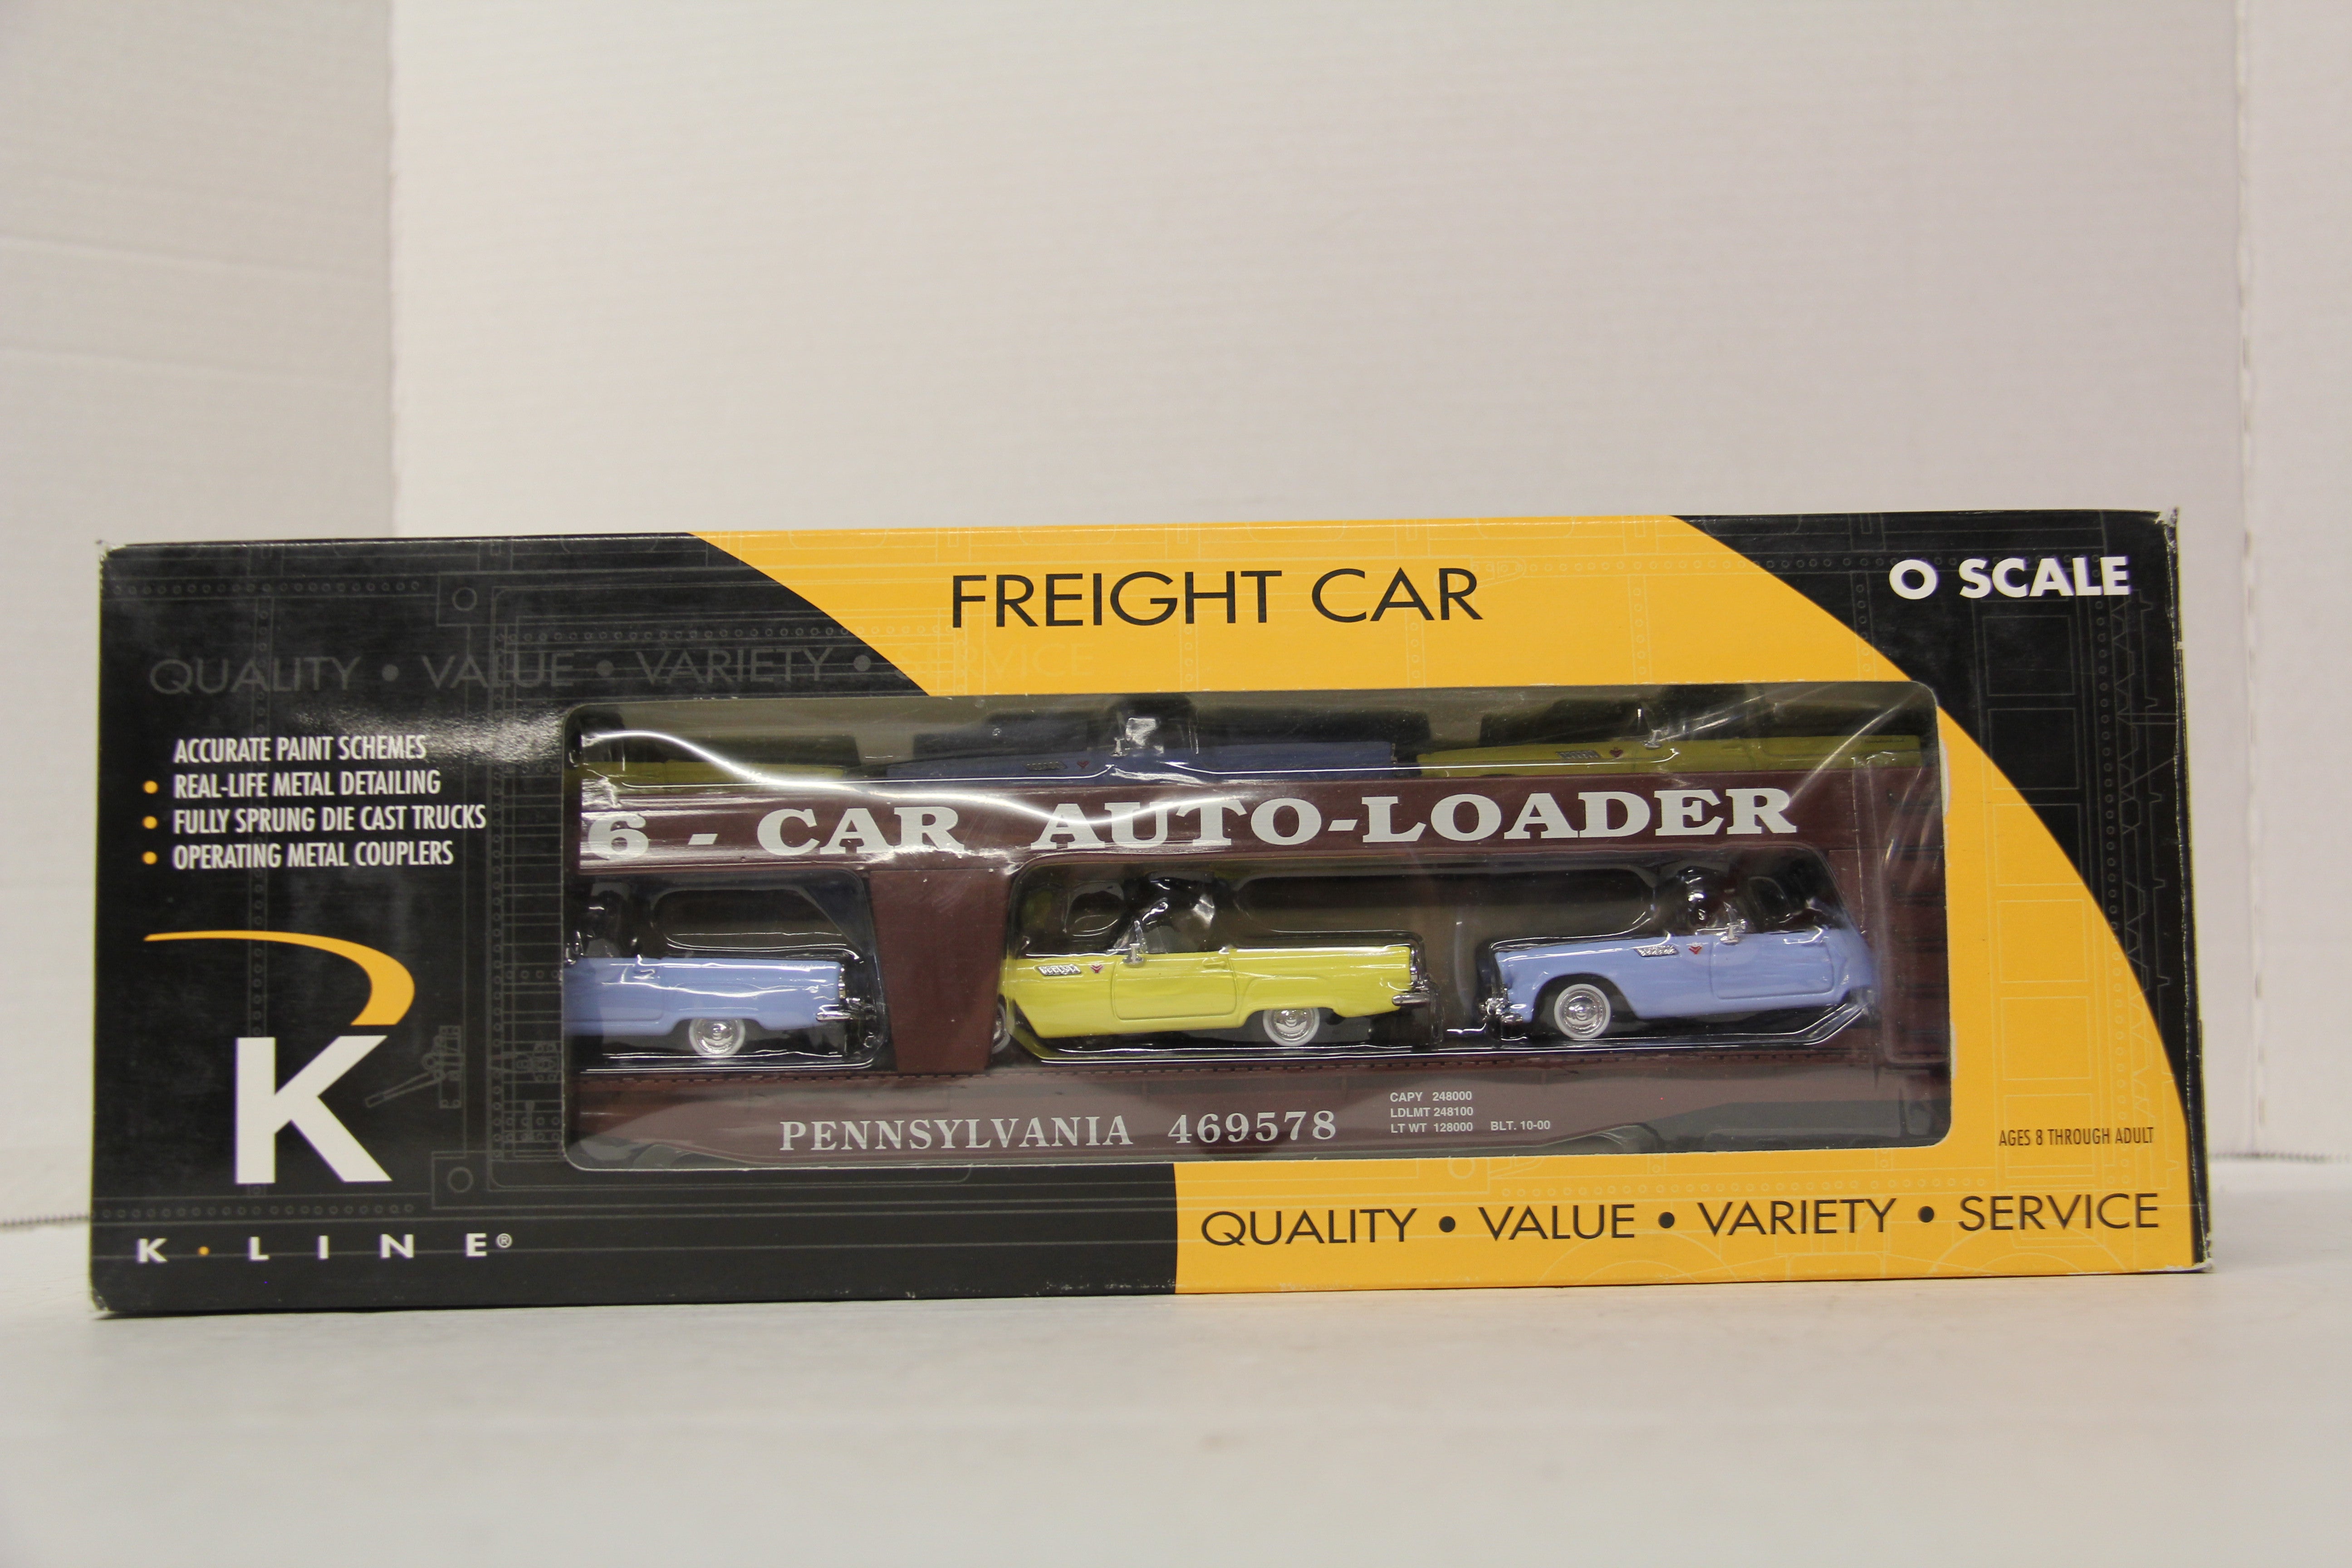 FREIGHT CAR
O SCALE
QUALITY • VALUE • VARIETY • SERVICE
ACCURATE PAINT SCHEMES
• REAL-LIFE METAL DETAILING
• FULLY SPRUNG DIE CAST TRUCKS
• OPERATING METAL COUPLERS
6 - CAR AUTO-LOADER
K
K·LINE®
PENNSYLVANIA 469578
CAPY 248000
LDLMT 248100
LT WT 128000 BLT. 10-00
AGES 8 THROUGH ADULT
QUALITY • VALUE • VARIETY • SERVICE